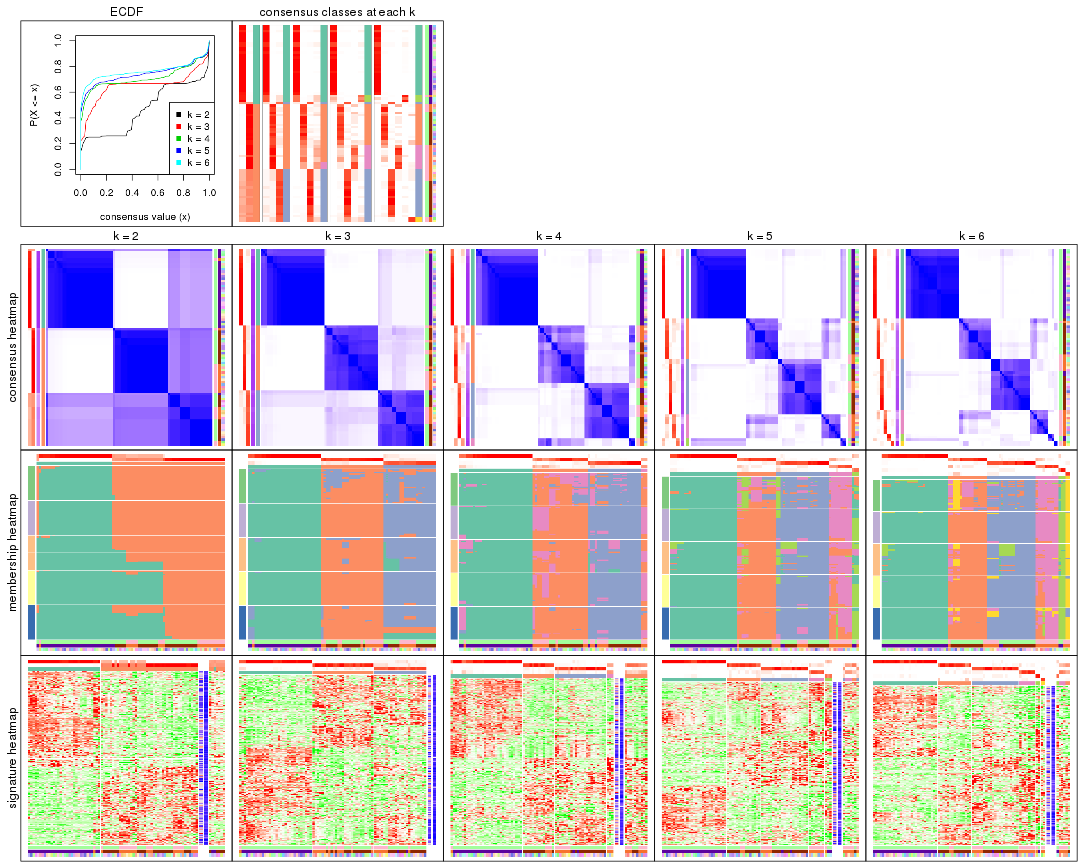 ECDF
consensus classes at each k
P(X <= x)
0.0 0.2 0.4 0.6 0.8 1.0
k = 2
k = 3
k = 4
k = 5
k = 6
0.0 0.2 0.4 0.6 0.8 1.0
consensus value (x)
k = 2
k = 3
k = 4
k = 5
k = 6
consensus heatmap
membership heatmap
signature heatmap